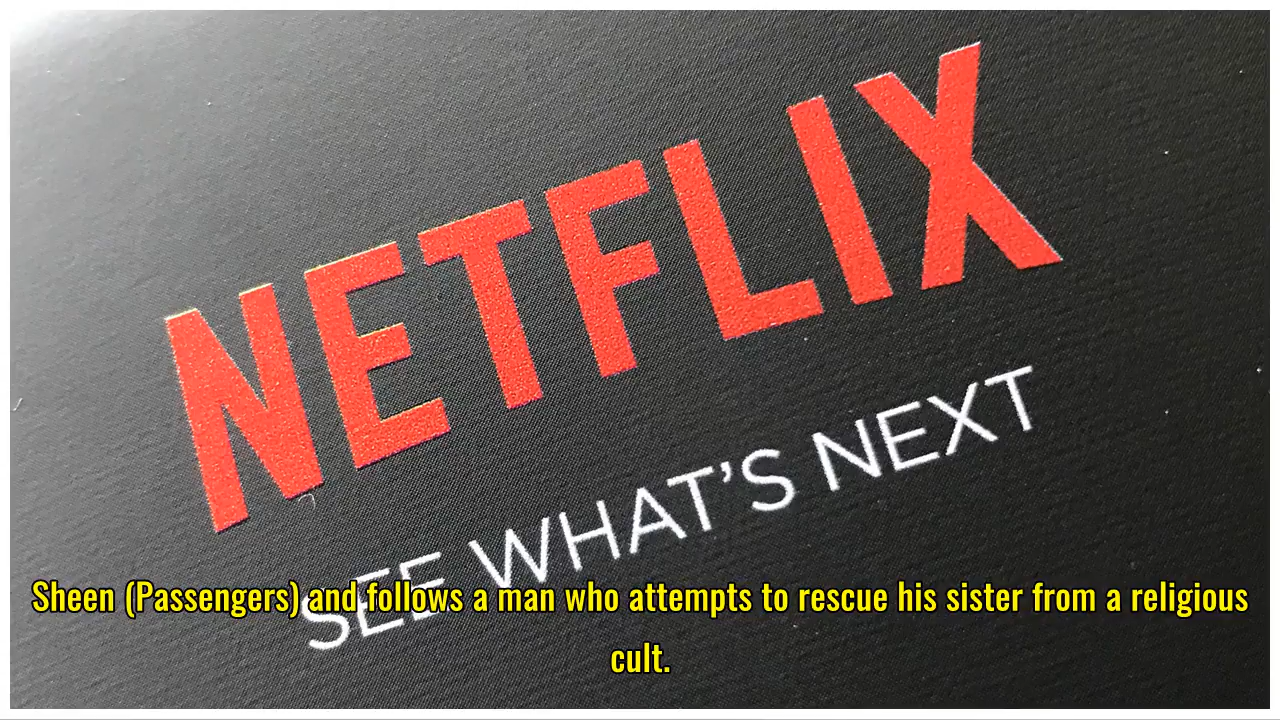 NETFLIX
SEE WHAT'S NEXT
Sheen (Passengers) and follows a man who attempts to rescue his sister from a religious
cult.